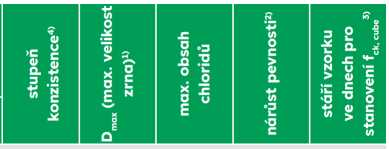 stupeň
konzistence⁴⁾
Dmax (max. velikost
zrna)¹⁾
max. obsah
chloridů
nárůst pevnosti²⁾
stáří vzorku
ve dnech pro
stanovení f ck, cube ³⁾